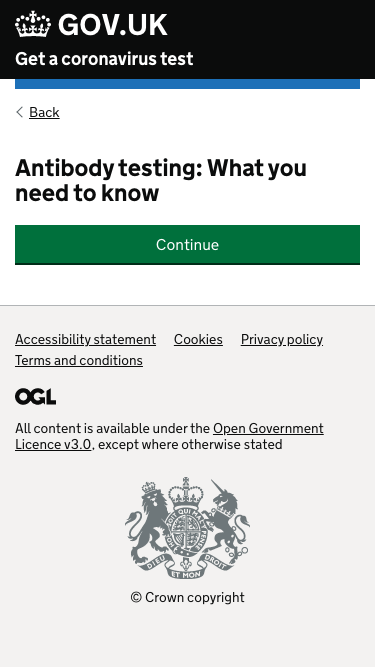 GOV.UK
Get a coronavirus test
Back
Antibody testing: What you
need to know
Continue
Accessibility statement Cookies Privacy policy
Terms and conditions
OGL
All content is available under the Open Government
Licence v3.0, except where otherwise stated
DIEU ET MON DROIT
© Crown copyright